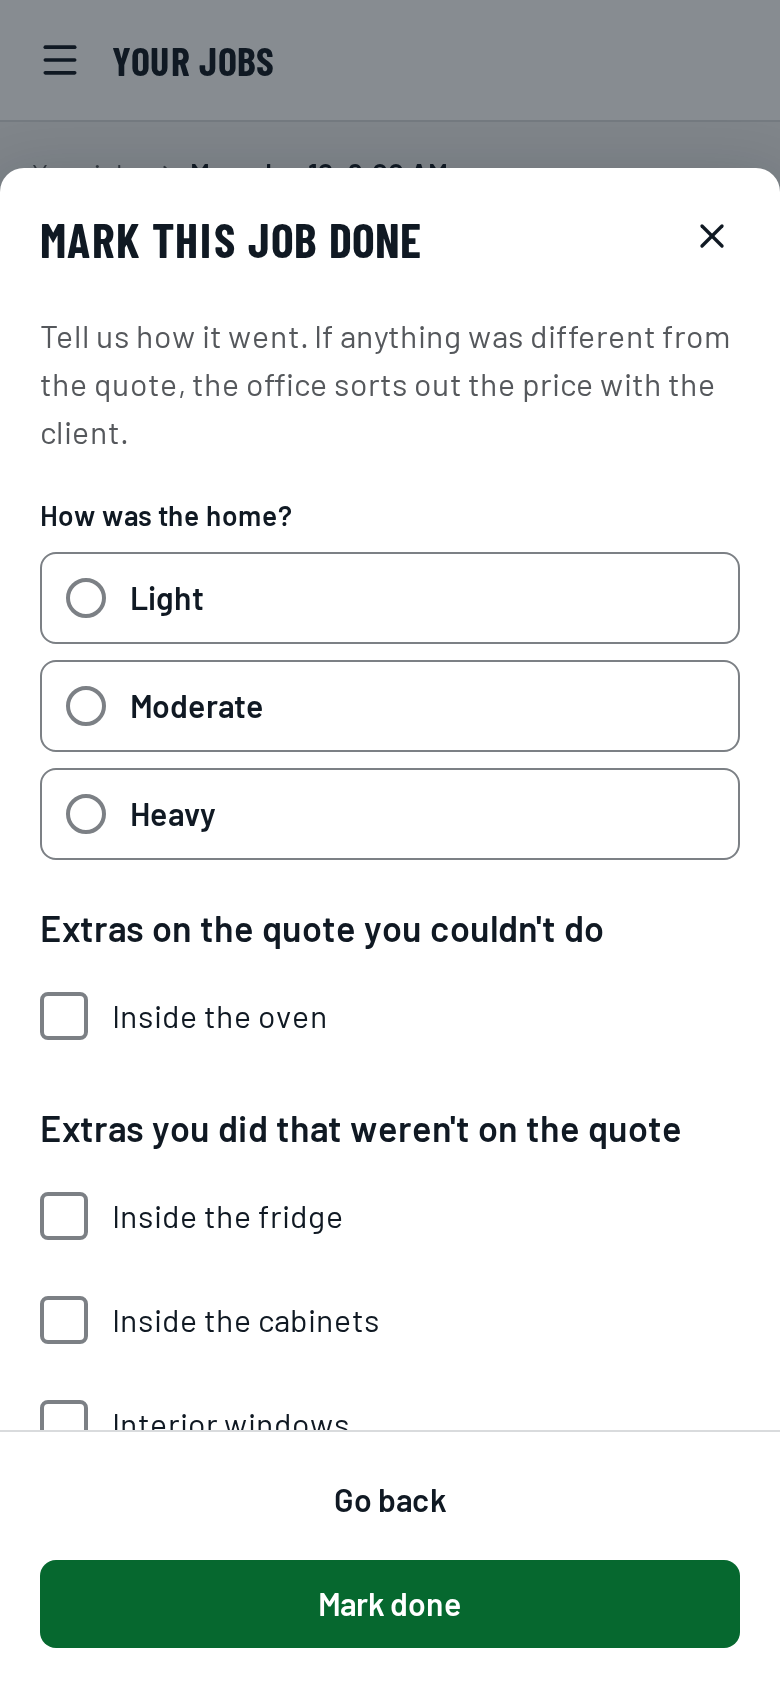 YOUR JOBS
MARK THIS JOB DONE
Tell us how it went. If anything was different from
the quote, the office sorts out the price with the
client.
How was the home?
Light
Moderate
Heavy
Extras on the quote you couldn't do
Inside the oven
Extras you did that weren't on the quote
Inside the fridge
Inside the cabinets
Interior windows
Go back
Mark done